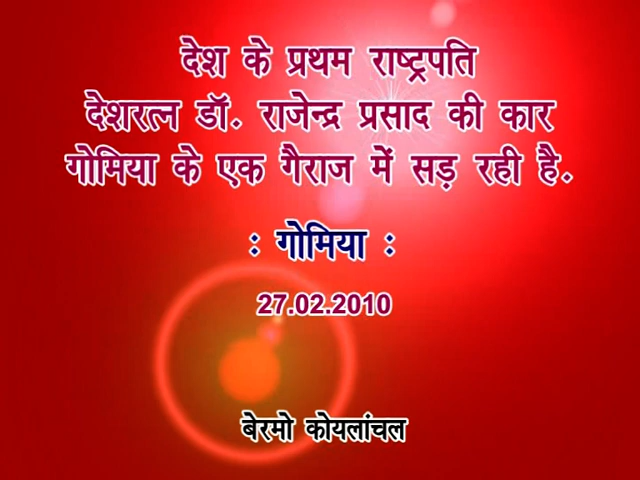 देश के प्रथम राष्ट्रपति
देशरत्न डॉ. राजेन्द्र प्रसाद की कार
गोमिया के एक गैराज में सड़ रही है.
: गोमिया :
27.02.2010
बेरमो कोयलांचल